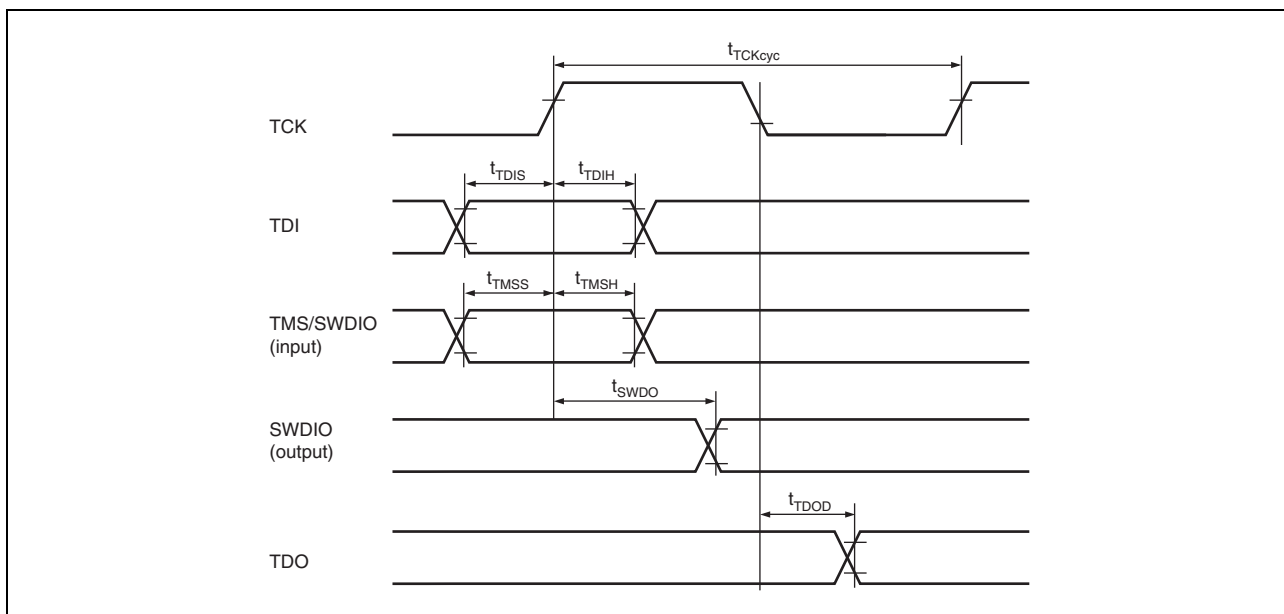 tTCKcyc
TCK
tTDIS
tTDIH
TDI
tTMSS
tTMSH
TMS/SWDIO
(input)
tSWDO
SWDIO
(output)
tTDOD
TDO